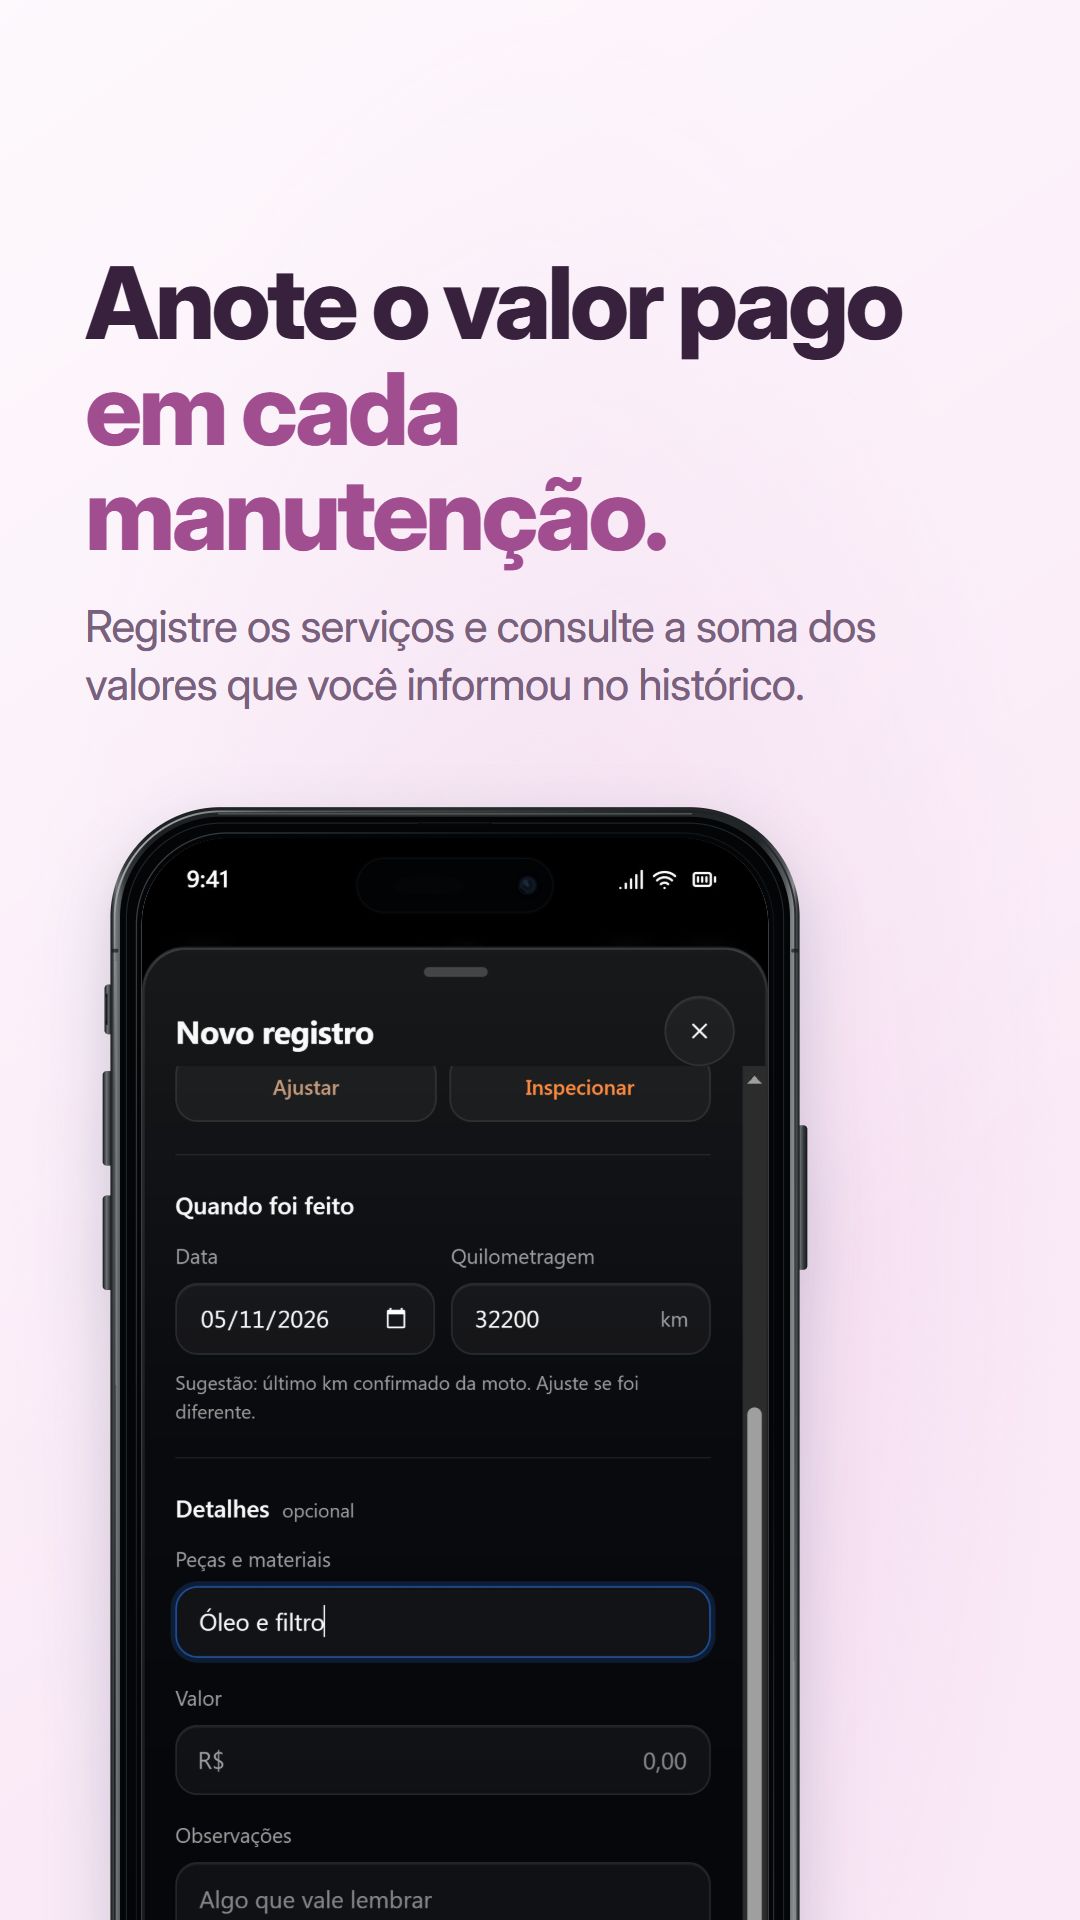 Anote o valor pago
em cada
manutenção.
Registre os serviços e consulte a soma dos
valores que você informou no histórico.
9:41
Novo registro
Ajustar
Inspecionar
Quando foi feito
Data
Quilometragem
05/11/2026
32200
km
Sugestão: último km confirmado da moto. Ajuste se foi
diferente.
Detalhes opcional
Peças e materiais
Óleo e filtro
Valor
R$
0,00
Observações
Algo que vale lembrar